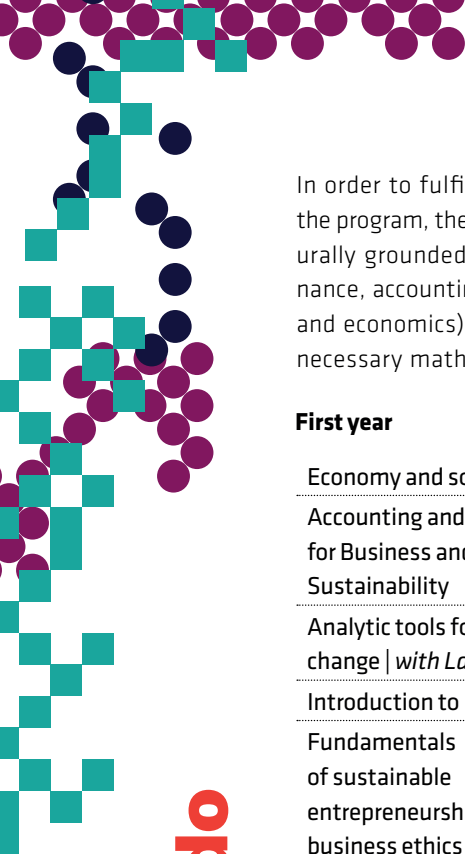 In order to fulfi
the program, the
urally grounded
nance, accountin
and economics)
necessary math
First year
Economy and so
Accounting and
for Business and
Sustainability
Analytic tools fo
change | with La
Introduction to
Fundamentals
of sustainable
entrepreneursh
business ethics
do